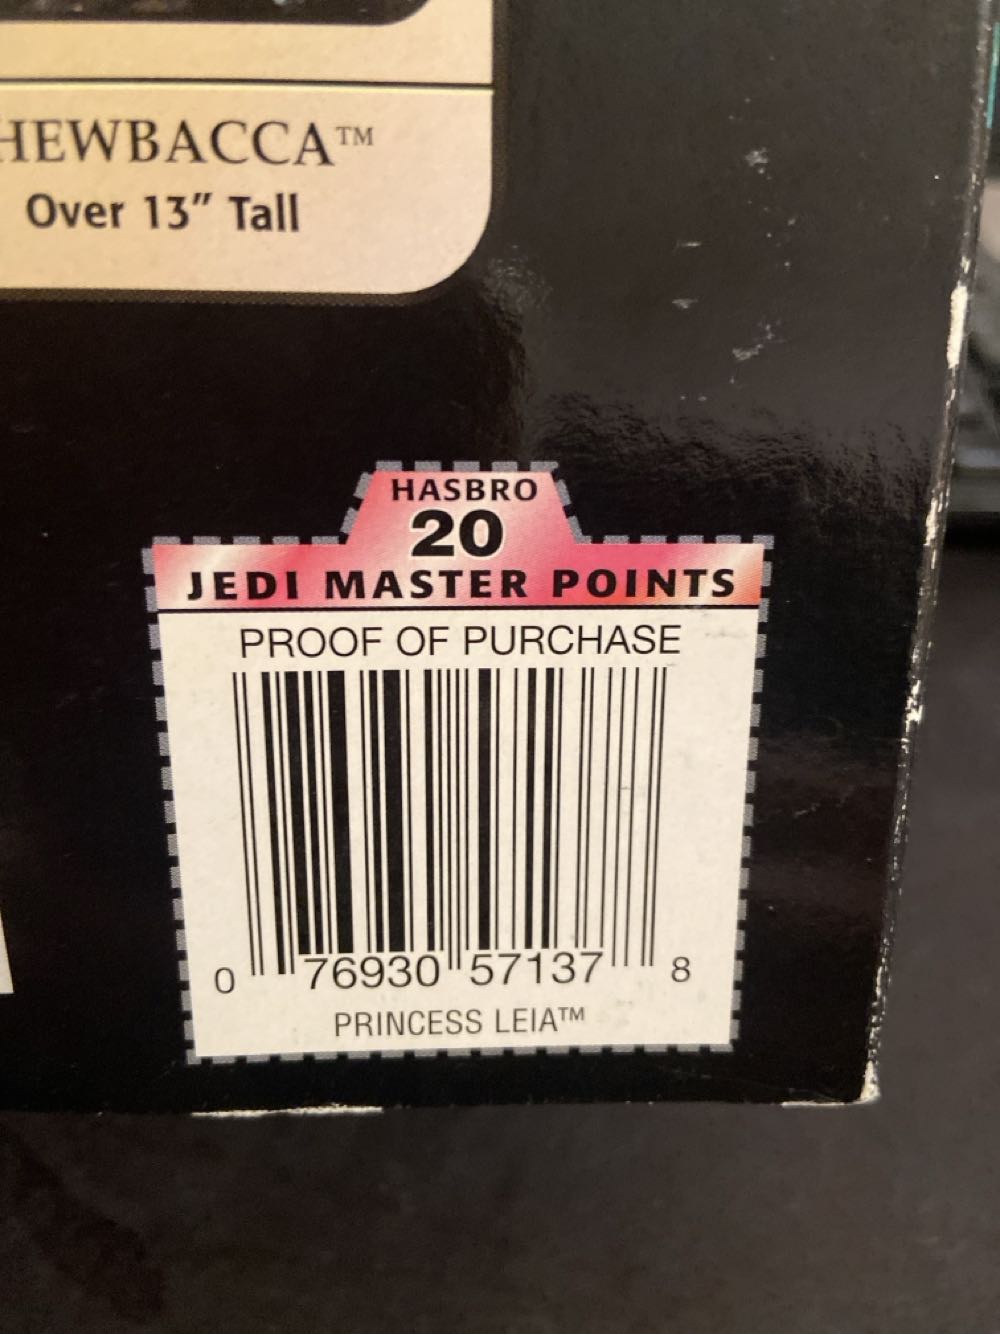 HEWBACCA™
Over 13" Tall
HASBRO
20
JEDI MASTER POINTS
PROOF OF PURCHASE
0 76930 57137 8
PRINCESS LEIA™